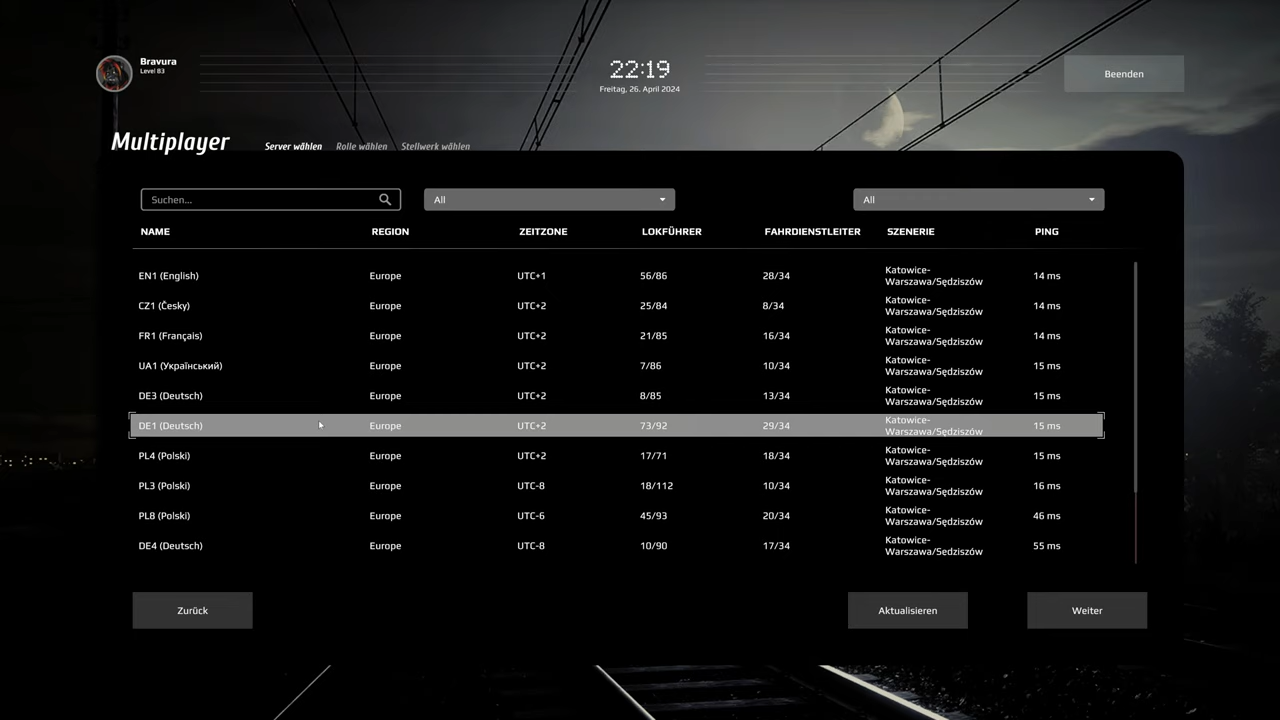 Bravura
Level 83
22:19
Freitag, 26. April 2024
Beenden
Multiplayer
Server wählen
Rolle wählen
Stellwerk wählen
Suchen...
All
All
NAME REGION ZEITZONE LOKFÜHRER FAHRDIENSTLEITER SZENERIE PING
EN1 (English) Europe UTC+1 56/86 28/34 Katowice-
Warszawa/Sędziszów 14 ms
CZ1 (Česky) Europe UTC+2 25/84 8/34 Katowice-
Warszawa/Sędziszów 14 ms
FR1 (Français) Europe UTC+2 21/85 16/34 Katowice-
Warszawa/Sędziszów 14 ms
UA1 (Український) Europe UTC+2 7/86 10/34 Katowice-
Warszawa/Sędziszów 15 ms
DE3 (Deutsch) Europe UTC+2 8/85 13/34 Katowice-
Warszawa/Sędziszów 15 ms
DE1 (Deutsch) Europe UTC+2 73/92 29/34 Katowice-
Warszawa/Sędziszów 15 ms
PL4 (Polski) Europe UTC+2 17/71 18/34 Katowice-
Warszawa/Sędziszów 15 ms
PL3 (Polski) Europe UTC-8 18/112 10/34 Katowice-
Warszawa/Sędziszów 16 ms
PL8 (Polski) Europe UTC-6 45/93 20/34 Katowice-
Warszawa/Sędziszów 46 ms
DE4 (Deutsch) Europe UTC-8 10/90 17/34 Katowice-
Warszawa/Sędziszów 55 ms
Zurück
Aktualisieren
Weiter